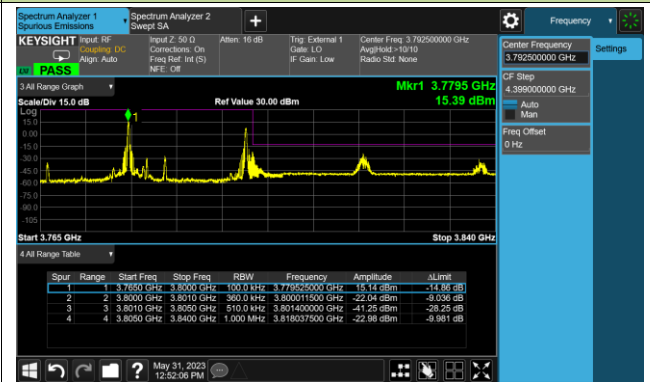 Spectrum Analyzer 1
Spurious Emissions
Spectrum Analyzer 2
Swept SA
Frequency
KEYSIGHT
Input: RF
Coupling: DC
Align: Auto
Input Z: 50 Ω
Corrections: On
Freq Ref: Int (S)
NFE: Off
Atten: 16 dB
Trig: External 1
Gate: LO
IF Gain: Low
Center Freq: 3.792500000 GHz
Avg|Hold:>10/10
Radio Std: None
PASS
Center Frequency
3.792500000 GHz
Settings
CF Step
4.399000000 GHz
Auto
Man
Freq Offset
0 Hz
3 All Range Graph
Mkr1 3.7795 GHz
Scale/Div 15.0 dB
Ref Value 30.00 dBm
15.39 dBm
Log
1
15.0
0.00
-15.0
-30.0
-45.0
-60.0
-75.0
-90.0
-105
Start 3.765 GHz
Stop 3.840 GHz
4 All Range Table
Spur Range Start Freq Stop Freq RBW Frequency Amplitude ΔLimit
1 1 3.7650 GHz 3.8000 GHz 100.0 kHz 3.779525000 GHz 15.14 dBm -14.86 dB
2 2 3.8000 GHz 3.8010 GHz 360.0 kHz 3.800011500 GHz -22.04 dBm -9.036 dB
3 3 3.8010 GHz 3.8050 GHz 510.0 kHz 3.801400000 GHz -41.25 dBm -28.25 dB
4 4 3.8050 GHz 3.8400 GHz 1.000 MHz 3.818037500 GHz -22.98 dBm -9.981 dB
May 31, 2023
12:52:06 PM